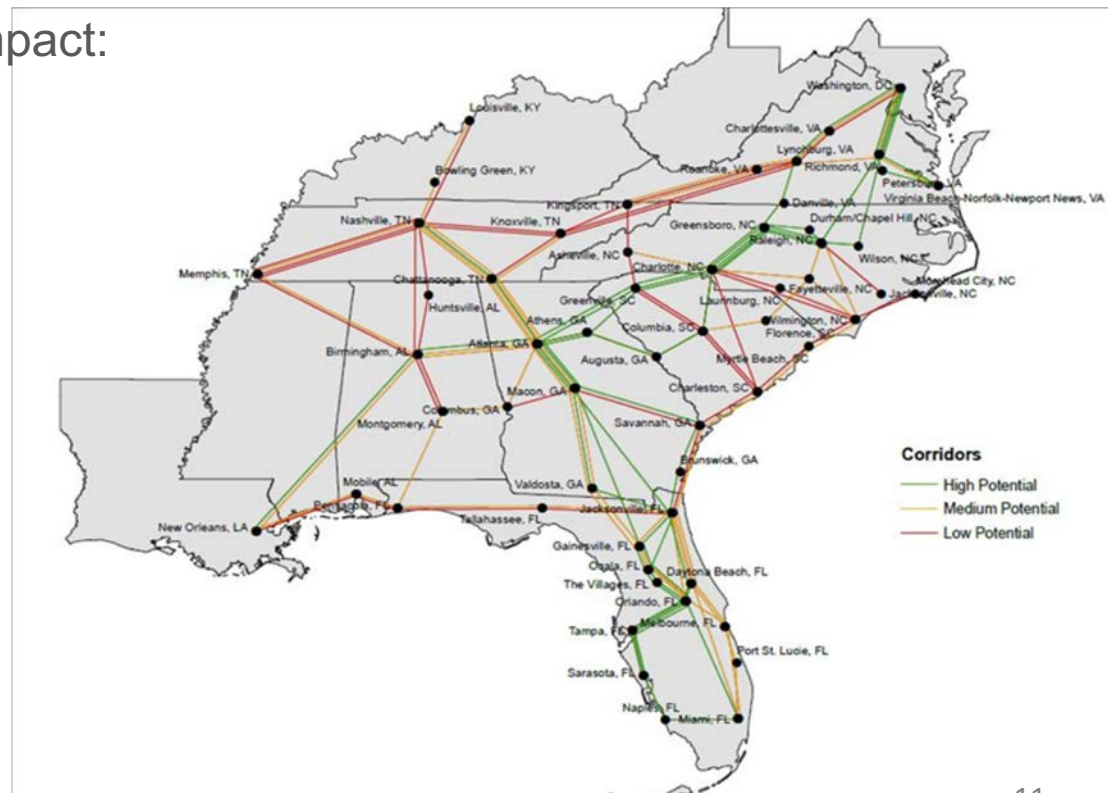 mpact:
Washington, DC
Louisville, KY
Charlottesville, VA
Lynchburg, VA
Richmond, VA
Roanoke, VA
Bowling Green, KY
Petersburg, VA
Virginia Beach-Norfolk-Newport News, VA
Kingsport, TN
Danville, VA
Nashville, TN
Knoxville, TN
Durham/Chapel Hill, NC
Greensboro, NC
Raleigh, NC
Wilson, NC
Asheville, NC
Charlotte, NC
Memphis, TN
Chattanooga, TN
Morehead City, NC
Fayetteville, NC
Jacksonville, NC
Greenville, SC
Laurinburg, NC
Huntsville, AL
Athens, GA
Columbia, SC
Wilmington, NC
Florence, SC
Atlanta, GA
Birmingham, AL
Augusta, GA
Myrtle Beach, SC
Macon, GA
Charleston, SC
Columbus, GA
Montgomery, AL
Savannah, GA
Corridors
High Potential
Medium Potential
Low Potential
Brunswick, GA
Mobile, AL
Valdosta, GA
Pensacola, FL
Jacksonville, FL
Tallahassee, FL
New Orleans, LA
Gainesville, FL
Ocala, FL
Daytona Beach, FL
The Villages, FL
Orlando, FL
Melbourne, FL
Tampa, FL
Port St. Lucie, FL
Sarasota, FL
Naples, FL
Miami, FL
11